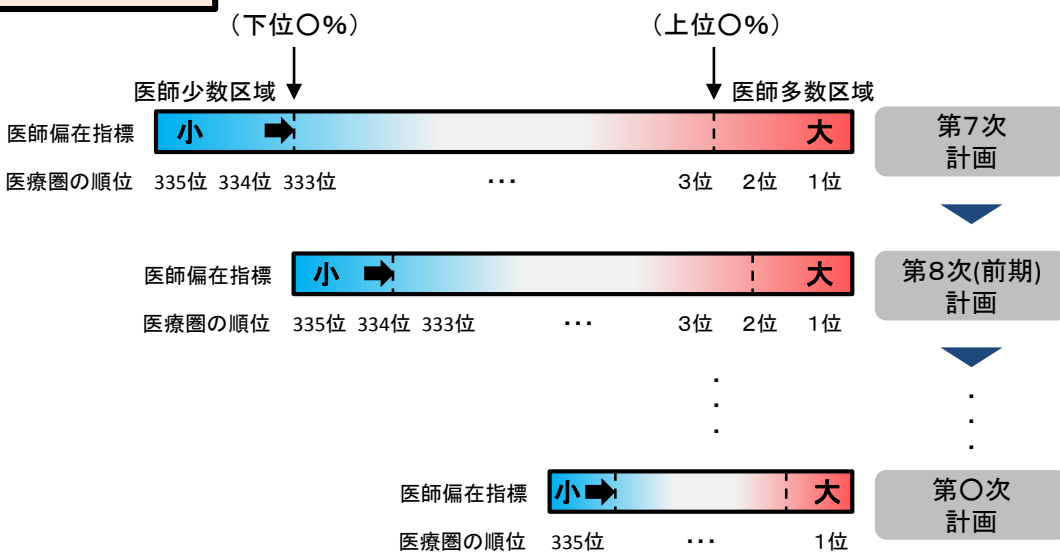 （下位〇％）
（上位〇％）
医師少数区域
医師多数区域
医師偏在指標
小
大
第７次
計画
医療圏の順位
335位 334位 333位
･･･
３位 ２位 １位
医師偏在指標
小
大
第８次(前期)
計画
医療圏の順位
335位 334位 333位
･･･
３位 ２位 １位
・
・
・
・
・
・
医師偏在指標
小
大
第〇次
計画
医療圏の順位
335位
･･･
１位